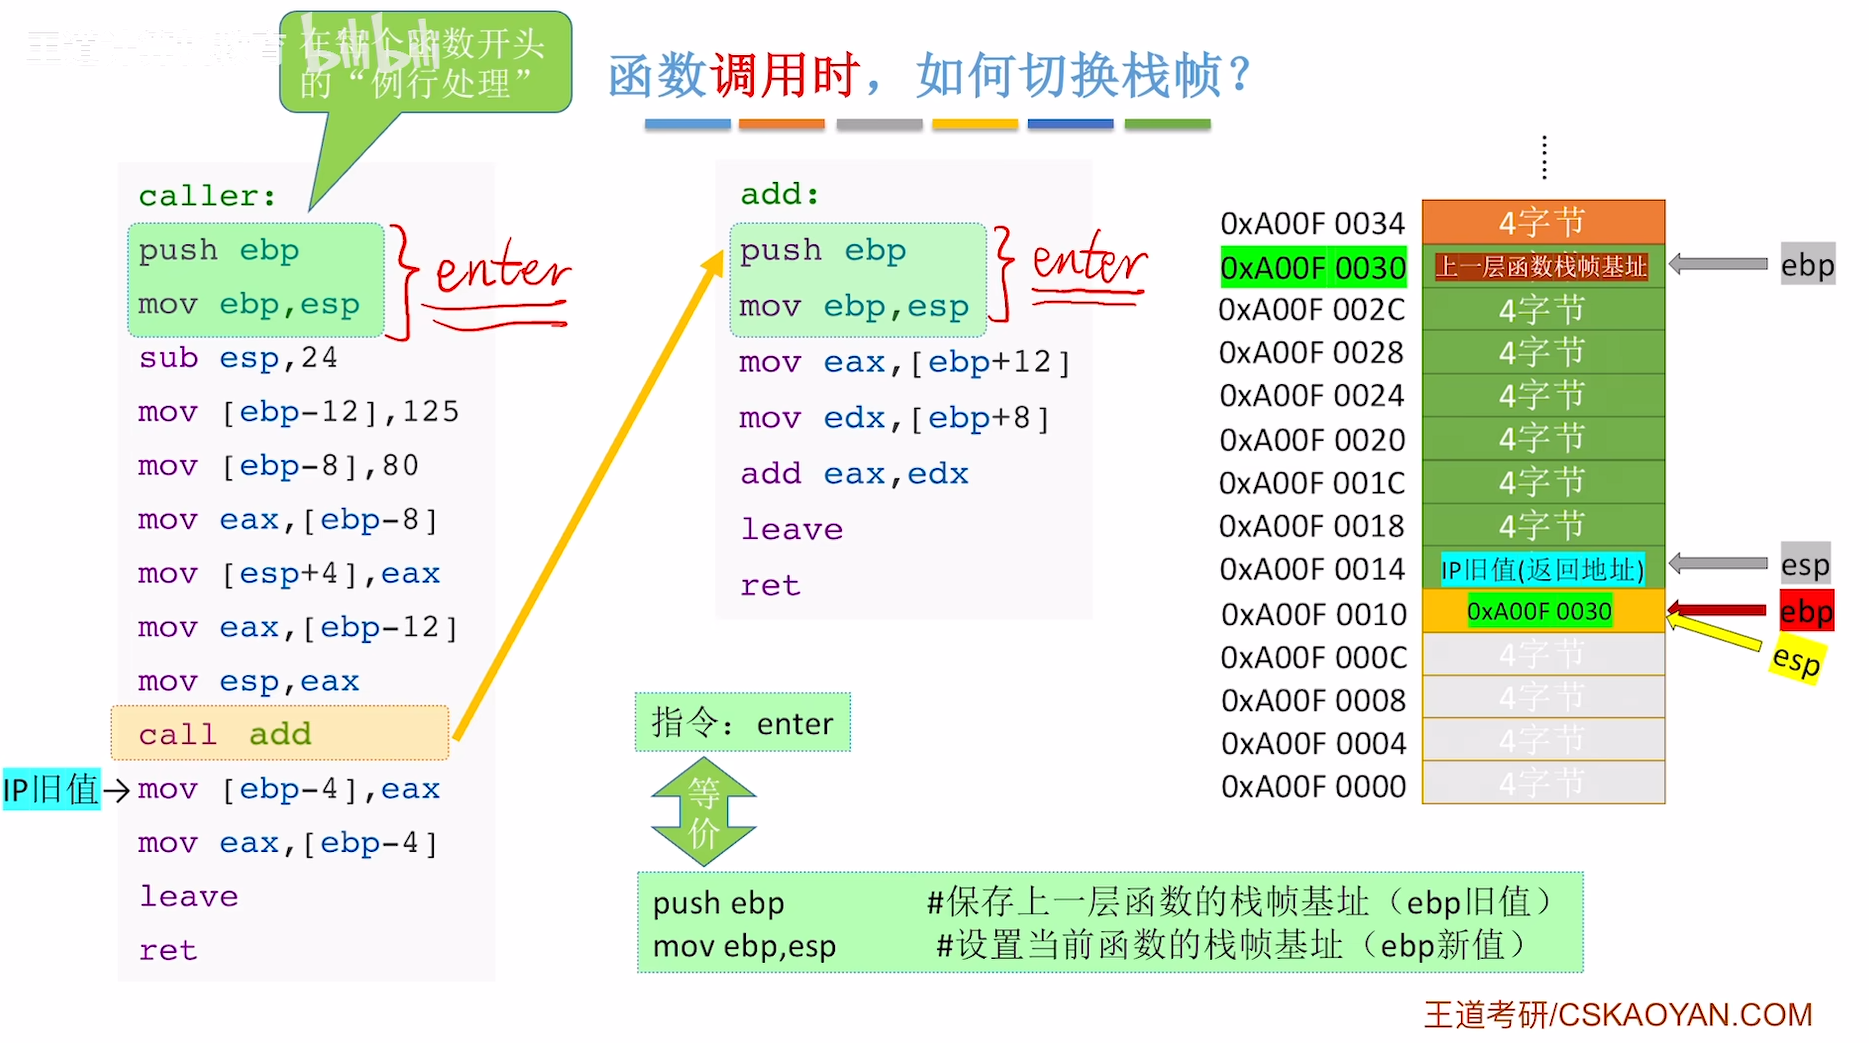 在每个函数开头
的“例行处理”
bilibili
函数调用时，如何切换栈帧？
caller:
push ebp
mov ebp,esp
enter
sub esp,24
mov [ebp-12],125
mov [ebp-8],80
mov eax,[ebp-8]
mov [esp+4],eax
mov eax,[ebp-12]
mov esp,eax
call add
IP旧值→
mov [ebp-4],eax
mov eax,[ebp-4]
leave
ret
add:
push ebp
mov ebp,esp
enter
mov eax,[ebp+12]
mov edx,[ebp+8]
add eax,edx
leave
ret
指令：enter
等
价
push ebp #保存上一层函数的栈帧基址（ebp旧值）
mov ebp,esp #设置当前函数的栈帧基址（ebp新值）
0xA00F 0034 4字节
0xA00F 0030 上一层函数栈帧基址 ebp
0xA00F 002C 4字节
0xA00F 0028 4字节
0xA00F 0024 4字节
0xA00F 0020 4字节
0xA00F 001C 4字节
0xA00F 0018 4字节
0xA00F 0014 IP旧值(返回地址) esp
0xA00F 0010 0xA00F 0030 ebp
esp
0xA00F 000C 4字节
0xA00F 0008 4字节
0xA00F 0004 4字节
0xA00F 0000 4字节
王道考研/CSKAOYAN.COM